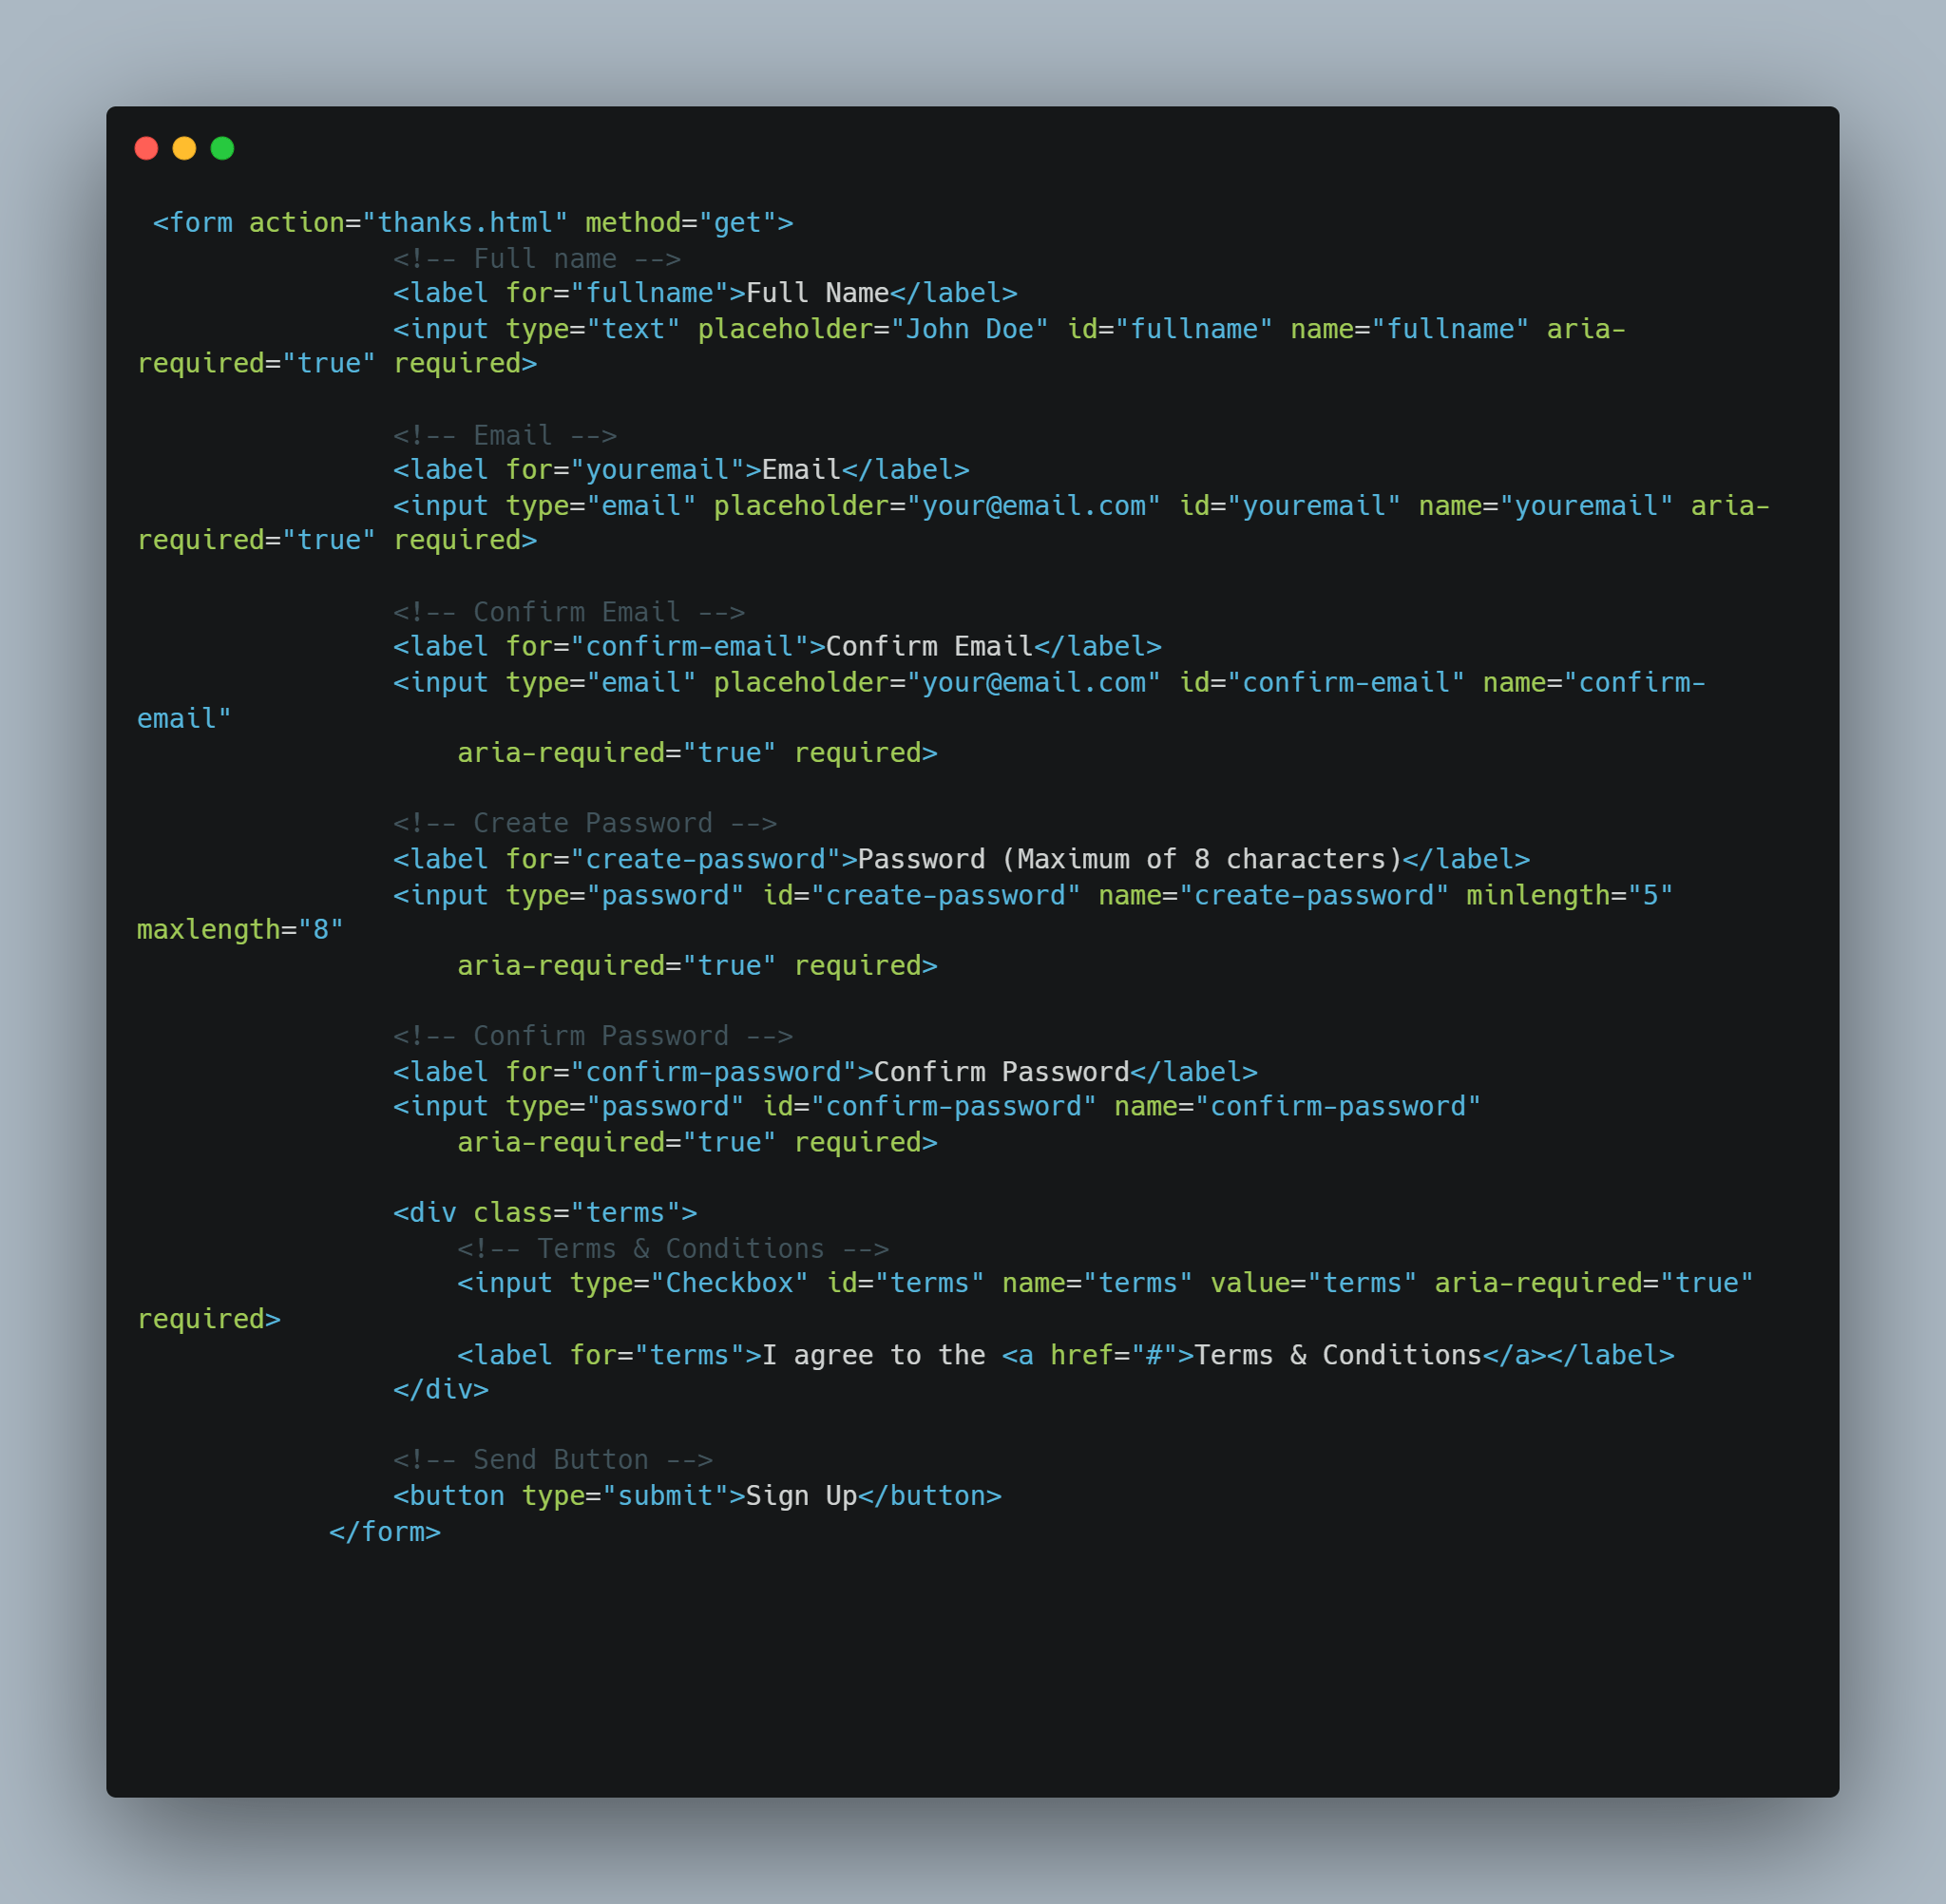 <form action="thanks.html" method="get">
<!-- Full name -->
<label for="fullname">Full Name</label>
<input type="text" placeholder="John Doe" id="fullname" name="fullname" aria-
required="true" required>
<!-- Email -->
<label for="youremail">Email</label>
<input type="email" placeholder="your@email.com" id="youremail" name="youremail" aria-
required="true" required>
<!-- Confirm Email -->
<label for="confirm-email">Confirm Email</label>
<input type="email" placeholder="your@email.com" id="confirm-email" name="confirm-
email"
aria-required="true" required>
<!-- Create Password -->
<label for="create-password">Password (Maximum of 8 characters)</label>
<input type="password" id="create-password" name="create-password" minlength="5"
maxlength="8"
aria-required="true" required>
<!-- Confirm Password -->
<label for="confirm-password">Confirm Password</label>
<input type="password" id="confirm-password" name="confirm-password"
aria-required="true" required>
<div class="terms">
<!-- Terms & Conditions -->
<input type="Checkbox" id="terms" name="terms" value="terms" aria-required="true"
required>
<label for="terms">I agree to the <a href="#">Terms & Conditions</a></label>
</div>
<!-- Send Button -->
<button type="submit">Sign Up</button>
</form>